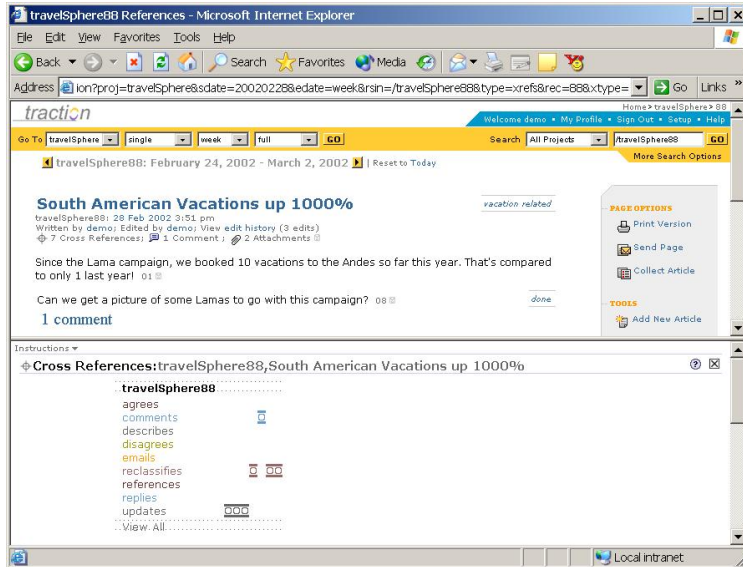 travelSphere88 References - Microsoft Internet Explorer
File Edit View Favorites Tools Help
Back Search Favorites Media
Address ion?proj=travelSphere&sdate=20020228&edate=week&rsin=/travelSphere88&type=xrefs&rec=88&xtype= Go Links »
traction
Home > travelSphere > 88
Welcome demo • My Profile • Sign Out • Setup • Help
Go To travelSphere single week full GO Search All Projects /travelSphere88 GO
More Search Options
travelSphere88: February 24, 2002 - March 2, 2002 | Reset to Today
South American Vacations up 1000% vacation related
travelSphere88: 28 Feb 2002 3:51 pm
Written by demo; Edited by demo; View edit history (3 edits)
7 Cross References; 1 Comment; 2 Attachments
Since the Lama campaign, we booked 10 vacations to the Andes so far this year. That's compared
to only 1 last year! 01
Can we get a picture of some Lamas to go with this campaign? 08 done
1 comment
PAGE OPTIONS
Print Version
Send Page
Collect Article
TOOLS
Add New Article
Instructions
Cross References:travelSphere88,South American Vacations up 1000%
travelSphere88
agrees
comments
describes
disagrees
emails
reclassifies
references
replies
updates
View All
Local intranet